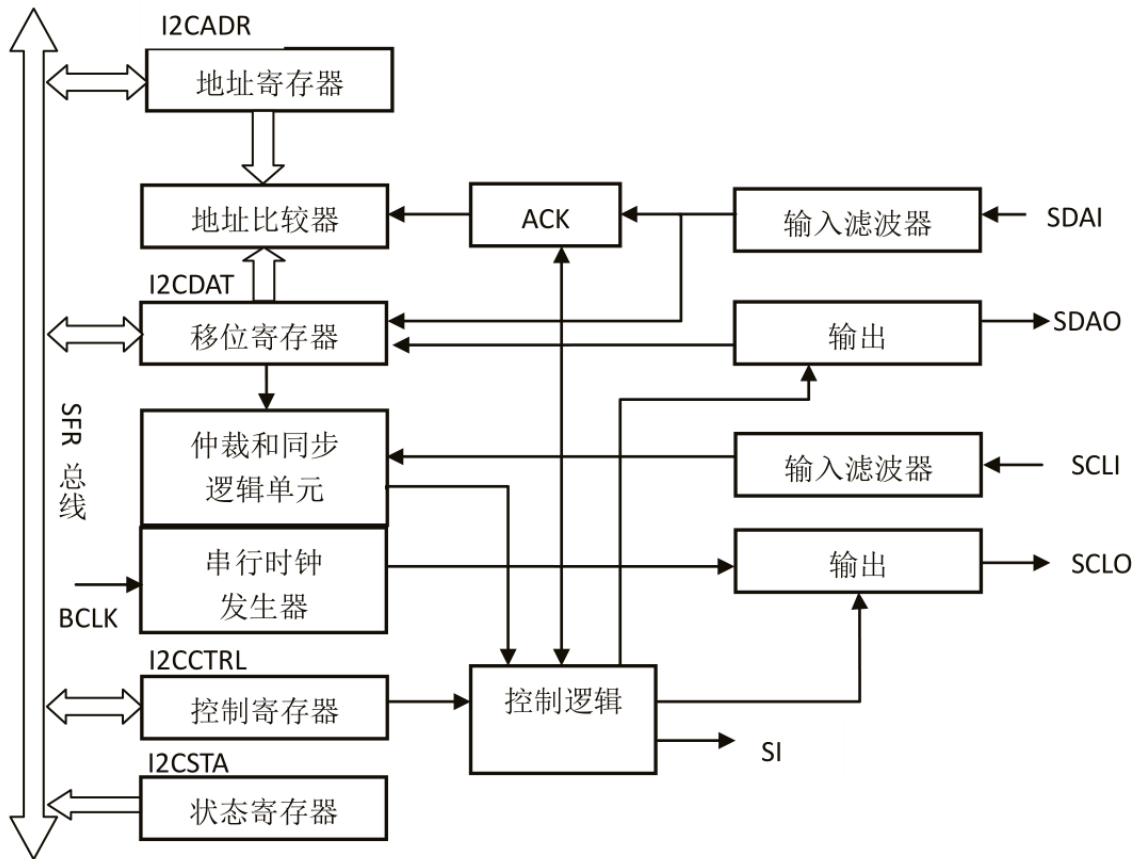 I2CADR
地址寄存器
地址比较器
ACK
输入滤波器
SDAI
I2CDAT
移位寄存器
输出
SDAO
SFR 总线
仲裁和同步
逻辑单元
输入滤波器
SCLI
串行时钟
发生器
BCLK
输出
SCLO
I2CCTRL
控制寄存器
控制逻辑
SI
I2CSTA
状态寄存器